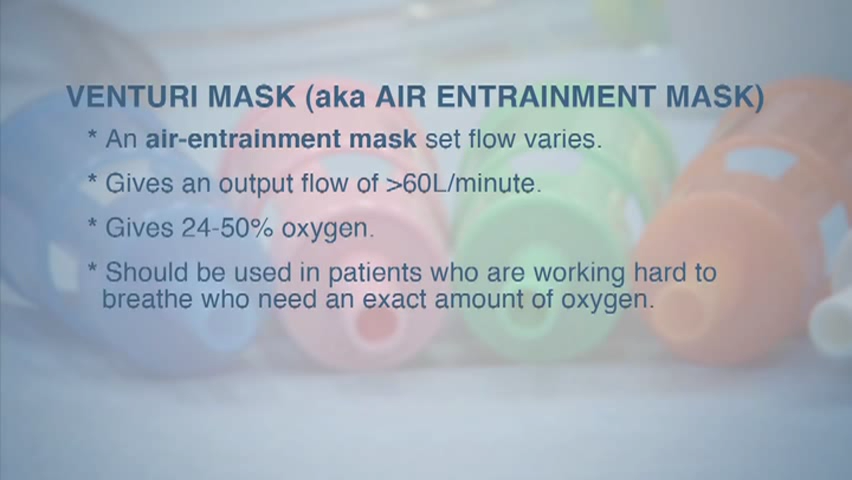 VENTURI MASK (aka AIR ENTRAINMENT MASK)
* An air-entrainment mask set flow varies.
* Gives an output flow of >60L/minute.
* Gives 24-50% oxygen.
* Should be used in patients who are working hard to
breathe who need an exact amount of oxygen.